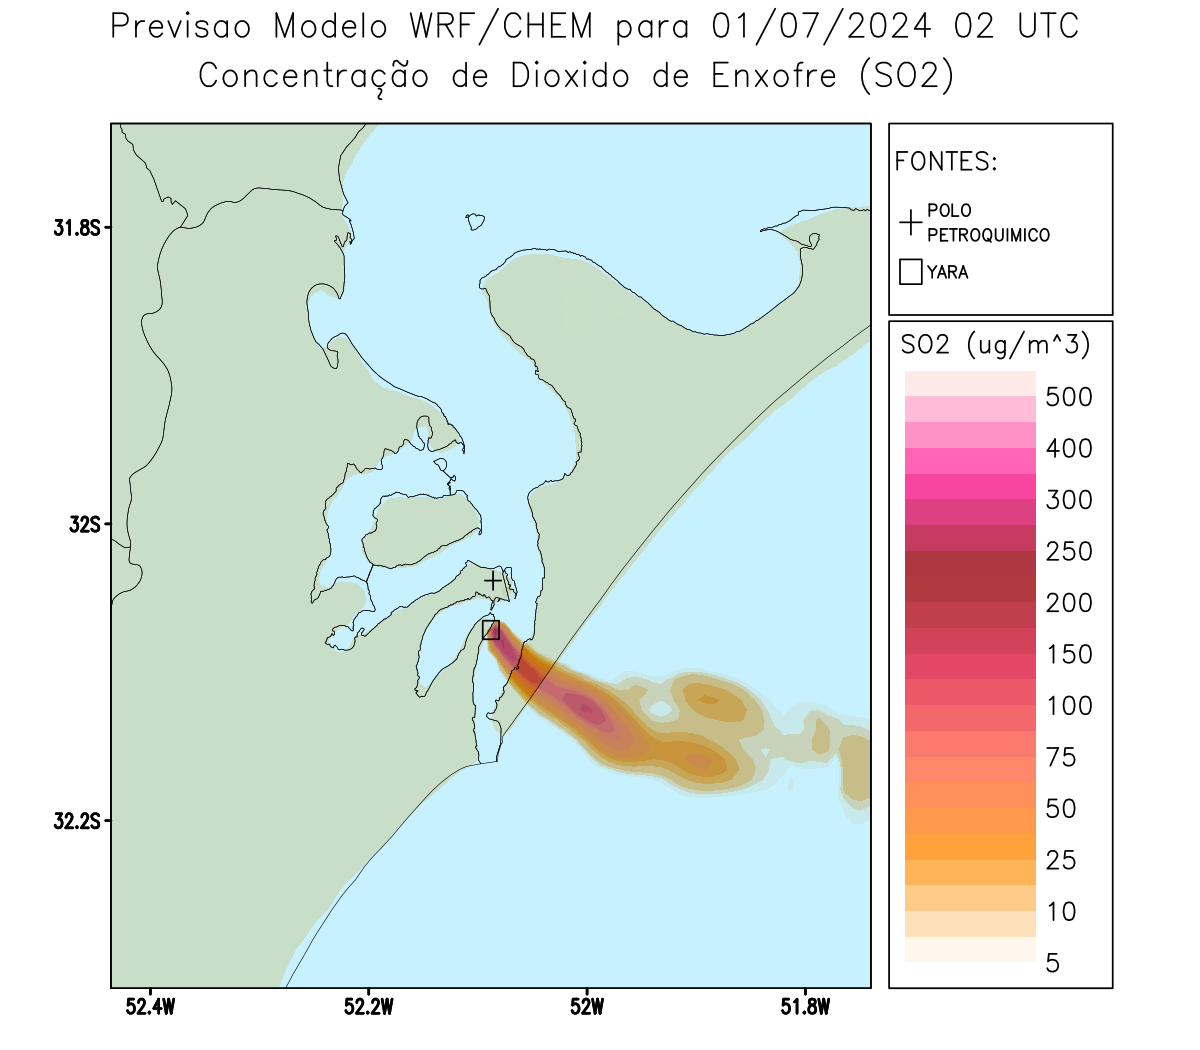 Previsao Modelo WRF/CHEM para 01/07/2024 02 UTC
Concentração de Dioxido de Enxofre (SO2)
31.8S
32S
32.2S
52.4W
52.2W
52W
51.8W
FONTES:
POLO
PETROQUIMICO
YARA
SO2 (ug/m^3)
500
400
300
250
200
150
100
75
50
25
10
5